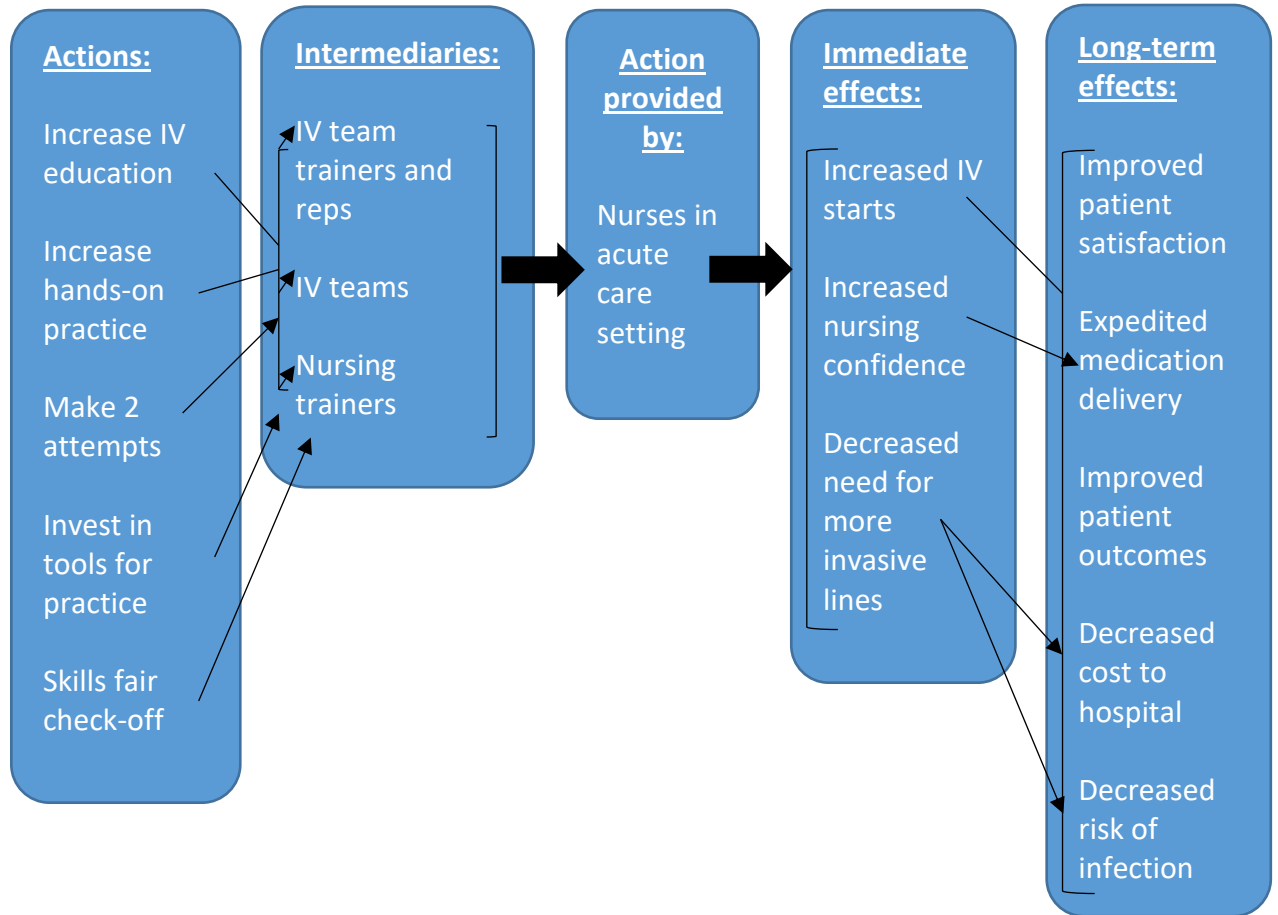 Actions:
Increase IV
education
Increase
hands-on
practice
Make 2
attempts
Invest in
tools for
practice
Skills fair
check-off
Intermediaries:
IV team
trainers and
reps
IV teams
Nursing
trainers
Action
provided
by:
Nurses in
acute
care
setting
Immediate
effects:
Increased IV
starts
Increased
nursing
confidence
Decreased
need for
more
invasive
lines
Long-term
effects:
Improved
patient
satisfaction
Expedited
medication
delivery
Improved
patient
outcomes
Decreased
cost to
hospital
Decreased
risk of
infection